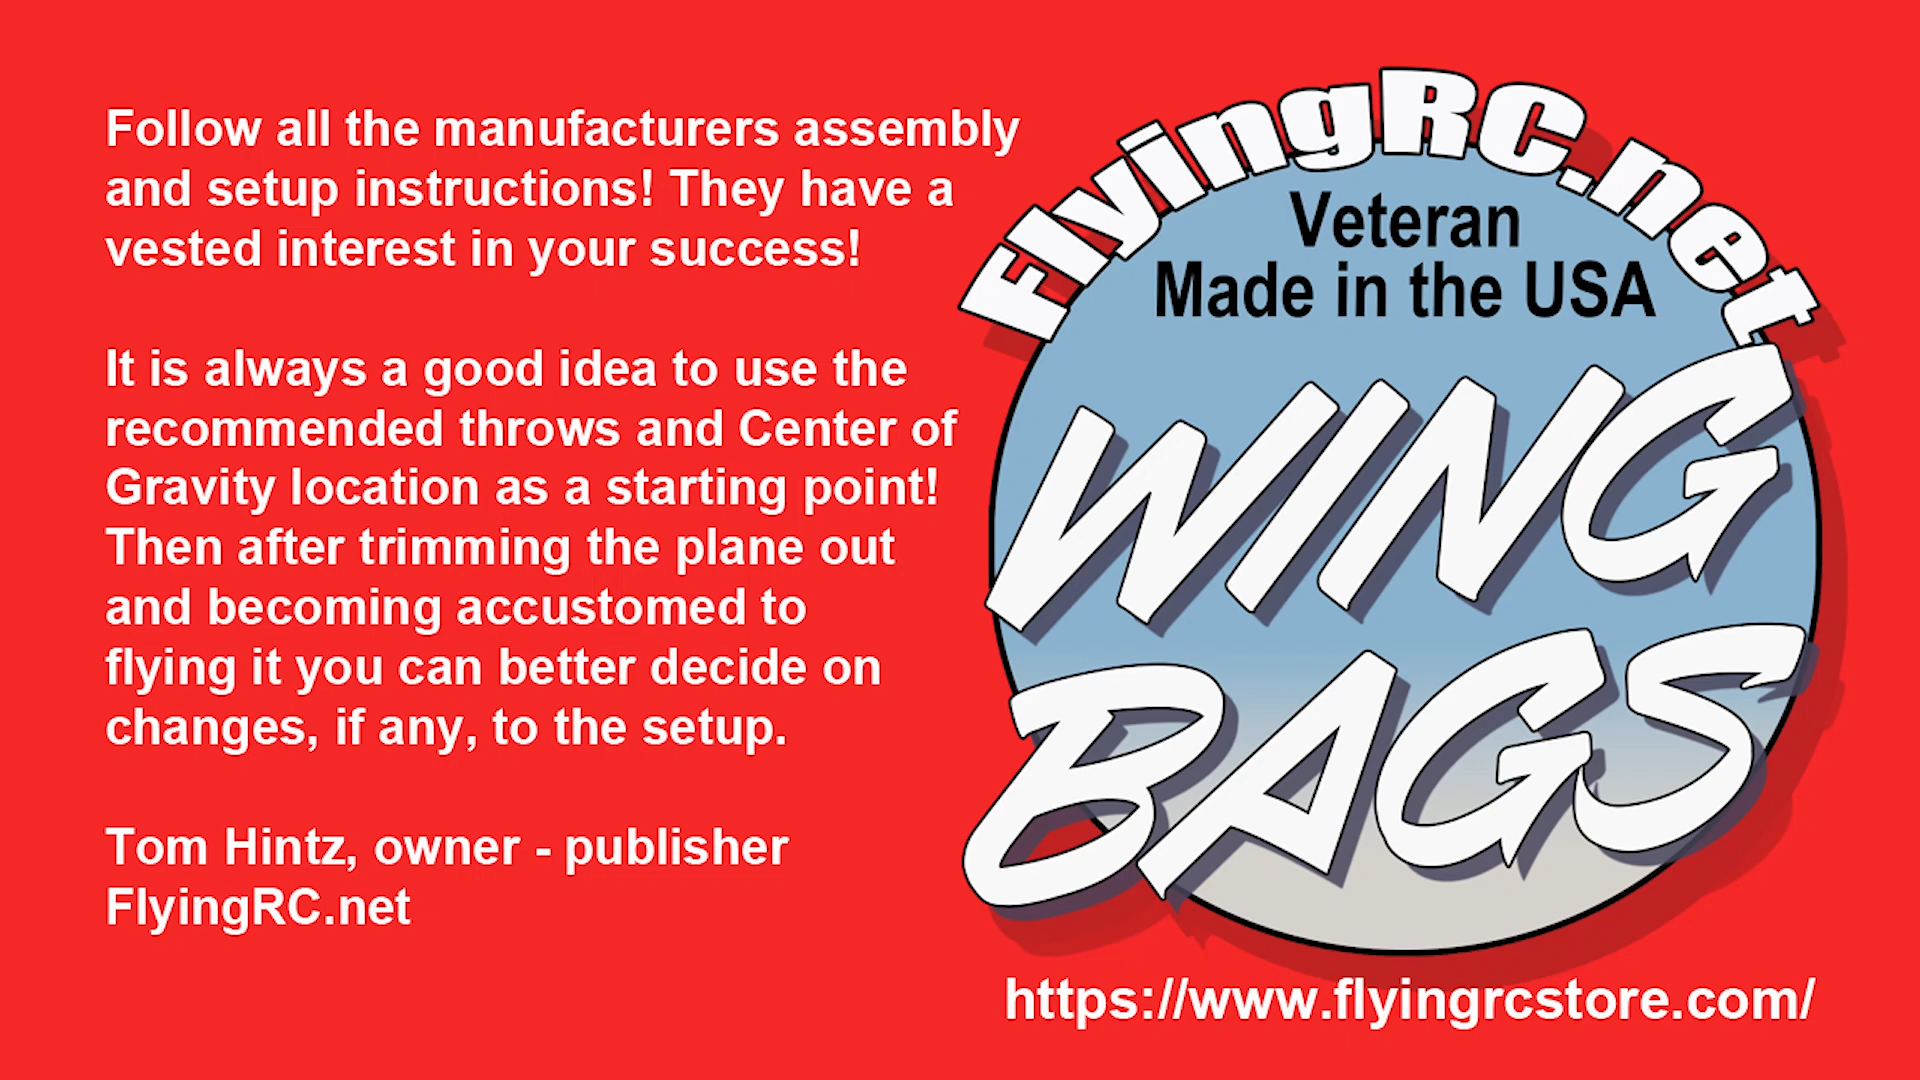 Follow all the manufacturers assembly
and setup instructions! They have a
vested interest in your success!
It is always a good idea to use the
recommended throws and Center of
Gravity location as a starting point!
Then after trimming the plane out
and becoming accustomed to
flying it you can better decide on
changes, if any, to the setup.
Tom Hintz, owner - publisher
FlyingRC.net
FlyingRC.net
Veteran
Made in the USA
WING
BAGS
https://www.flyingrcstore.com/